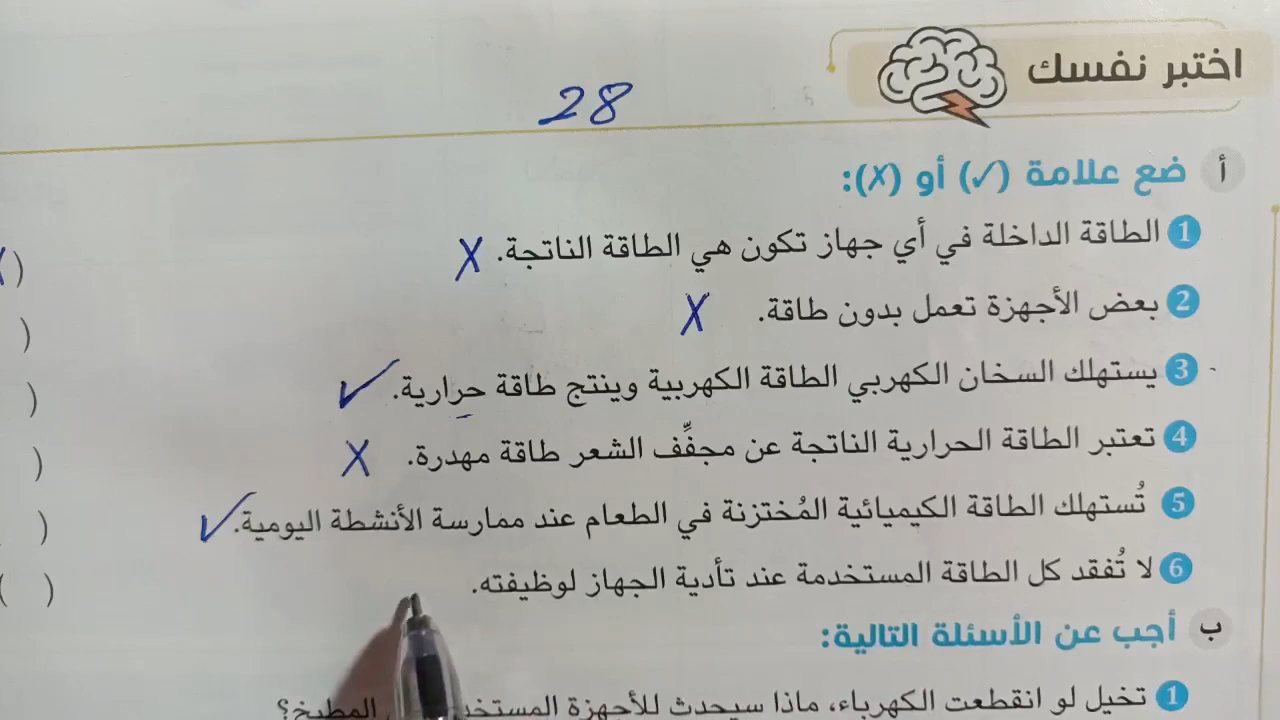 اختبر نفسك
28
أ ضع علامة (✓) أو (✗):
1 الطاقة الداخلة في أي جهاز تكون هي الطاقة الناتجة. ✗ (
2 بعض الأجهزة تعمل بدون طاقة. ✗ (
3 يستهلك السخان الكهربي الطاقة الكهربية وينتج طاقة حرارية. ✓ (
4 تعتبر الطاقة الحرارية الناتجة عن مجفِّف الشعر طاقة مهدرة. ✗ (
5 تُستهلك الطاقة الكيميائية المُختزنة في الطعام عند ممارسة الأنشطة اليومية. ✓ (
6 لا تُفقد كل الطاقة المستخدمة عند تأدية الجهاز لوظيفته. ( )
ب أجب عن الأسئلة التالية:
1 تخيل لو انقطعت الكهرباء، ماذا سيحدث للأجهزة المطبخ؟